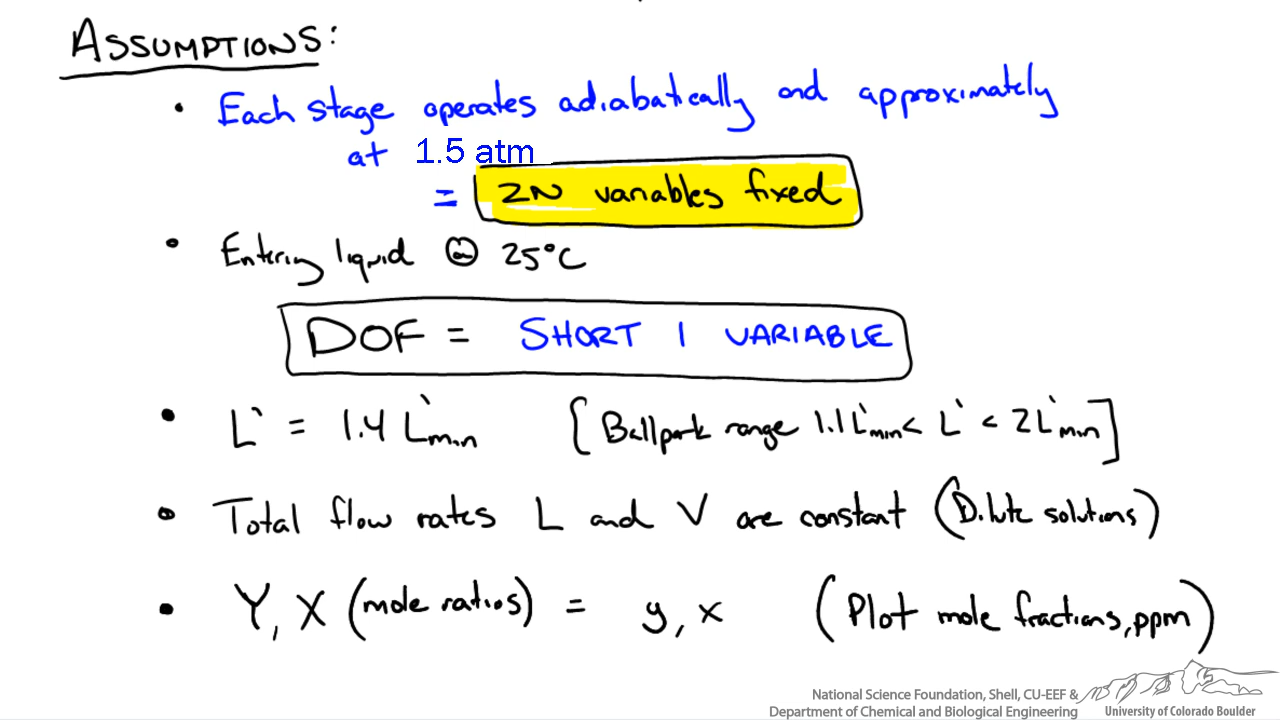 ASSUMPTIONS:
• Each stage operates adiabatically and approximately
at 1.5 atm
= 2N variables fixed
• Entering liquid @ 25°C
DOF = SHORT 1 VARIABLE
• L' = 1.4 L'min [Ballpark range 1.1L'min < L' < 2L'min]
• Total flow rates L and V are constant (Dilute solutions)
• Y, X (mole ratios) = y, x (Plot mole fractions, ppm)
National Science Foundation, Shell, CU-EEF &
Department of Chemical and Biological Engineering
University of Colorado Boulder